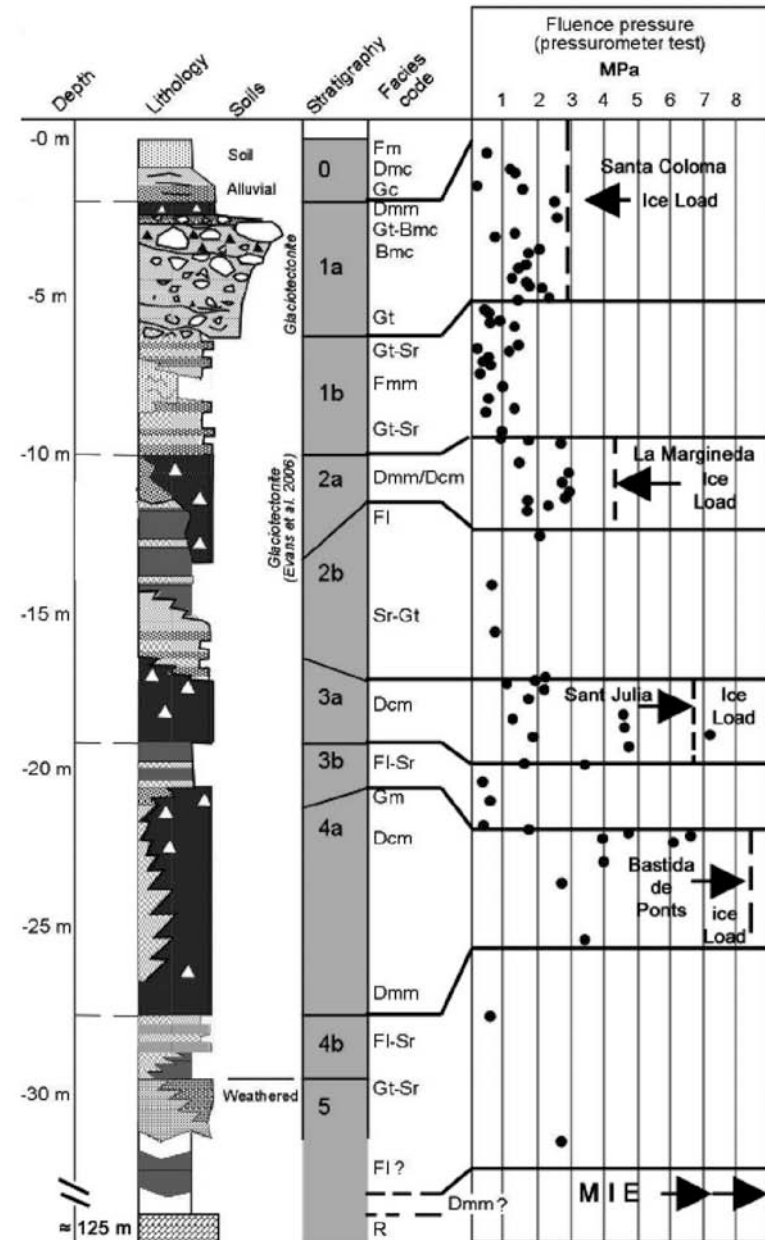 Depth
Lithology
Soils
Stratigraphy
Facies
code
Fluence pressure
(pressurometer test)
MPa
1 2 3 4 5 6 7 8
-0 m
-5 m
-10 m
-15 m
-20 m
-25 m
-30 m
≈ 125 m
Soil
Alluvial
Weathered
Glaciotectonite
Glaciotectonite
(Evans et al. 2006)
0
1a
1b
2a
2b
3a
3b
4a
4b
5
Fm
Dmc
Gc
Dmm
Gt-Bmc
Bmc
Gt
Gt-Sr
Fmm
Gt-Sr
Dmm/Dcm
Fl
Sr-Gt
Dcm
Fl-Sr
Gm
Dcm
Dmm
Fl-Sr
Gt-Sr
Fl ?
Dmm ?
R
Santa Coloma
Ice Load
La Margineda
Ice
Load
Sant Julia
Ice
Load
Bastida
de
Ponts
ice
Load
M I E